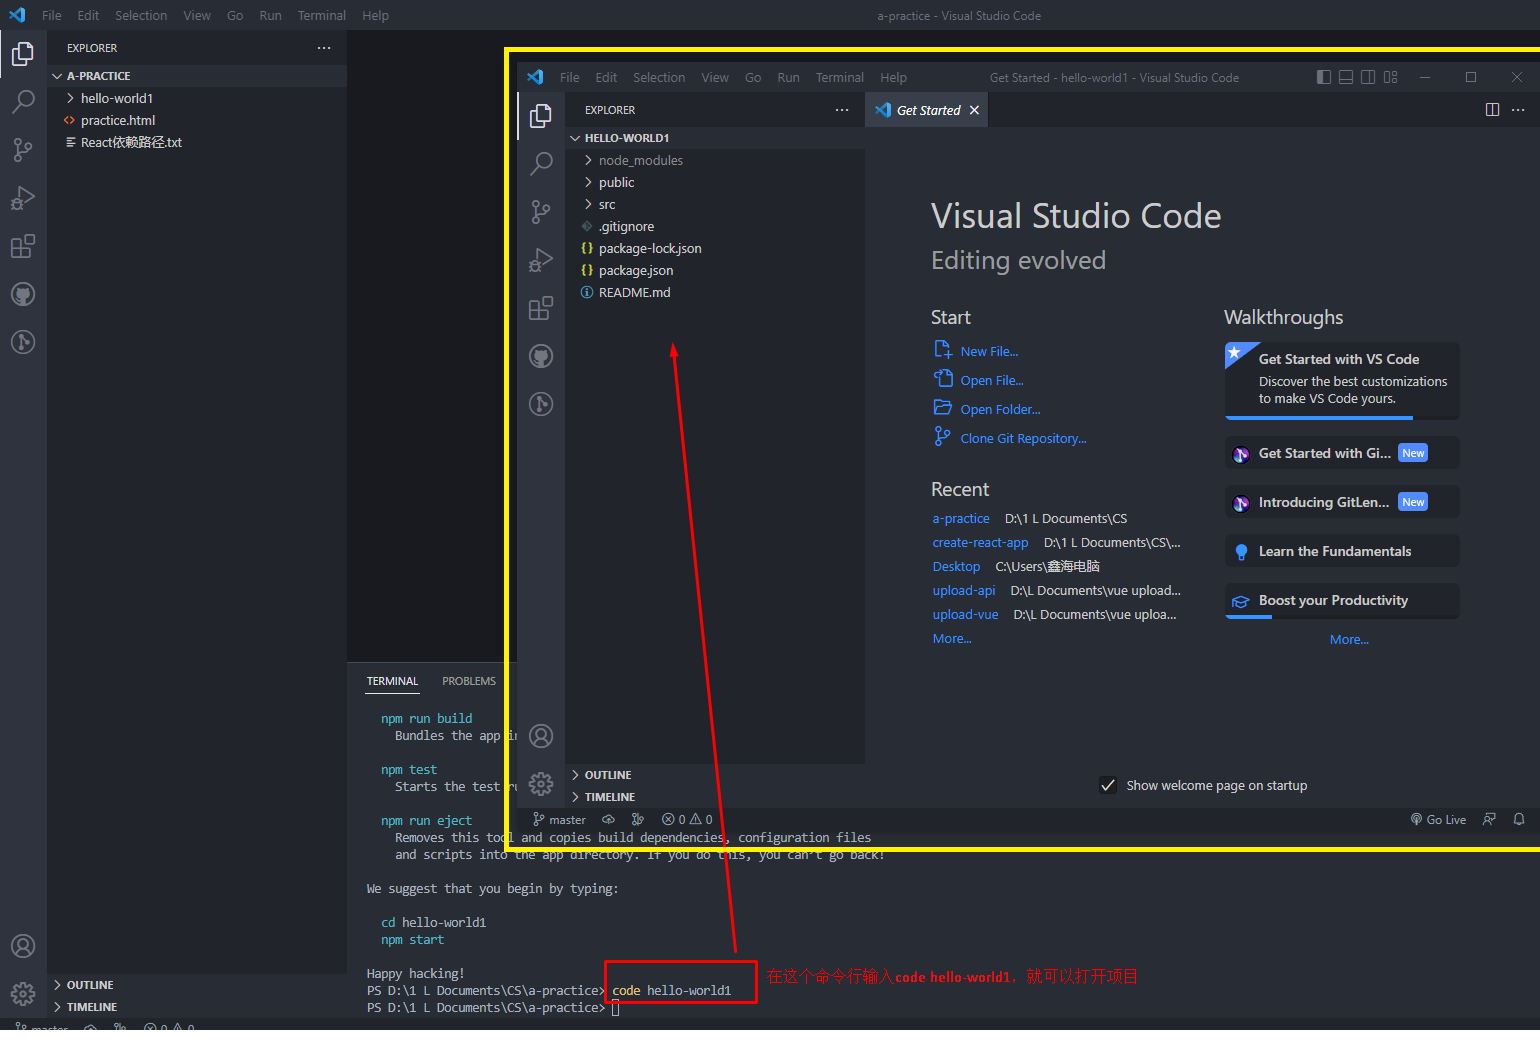 File Edit Selection View Go Run Terminal Help
a-practice - Visual Studio Code
EXPLORER
A-PRACTICE
hello-world1
practice.html
React依赖路径.txt
OUTLINE
TIMELINE
master 0 0
File Edit Selection View Go Run Terminal Help
Get Started - hello-world1 - Visual Studio Code
EXPLORER
HELLO-WORLD1
node_modules
public
src
.gitignore
package-lock.json
package.json
README.md
OUTLINE
TIMELINE
master 0 0
Go Live
Get Started
Visual Studio Code
Editing evolved
Start
New File...
Open File...
Open Folder...
Clone Git Repository...
Recent
a-practice D:\1 L Documents\CS
create-react-app D:\1 L Documents\CS\...
Desktop C:\Users\鑫海电脑
upload-api D:\L Documents\vue upload...
upload-vue D:\L Documents\vue uploa...
More...
Walkthroughs
Get Started with VS Code
Discover the best customizations
to make VS Code yours.
Get Started with Gi... New
Introducing GitLen... New
Learn the Fundamentals
Boost your Productivity
More...
Show welcome page on startup
TERMINAL PROBLEMS
npm run build
Bundles the app
npm test
Starts the test
npm run eject
Removes this tool and copies build dependencies, configuration files
and scripts into the app directory. If you do this, you can't go back!
We suggest that you begin by typing:
cd hello-world1
npm start
Happy hacking!
PS D:\1 L Documents\CS\a-practice> code hello-world1
PS D:\1 L Documents\CS\a-practice>
在这个命令行输入code hello-world1，就可以打开项目